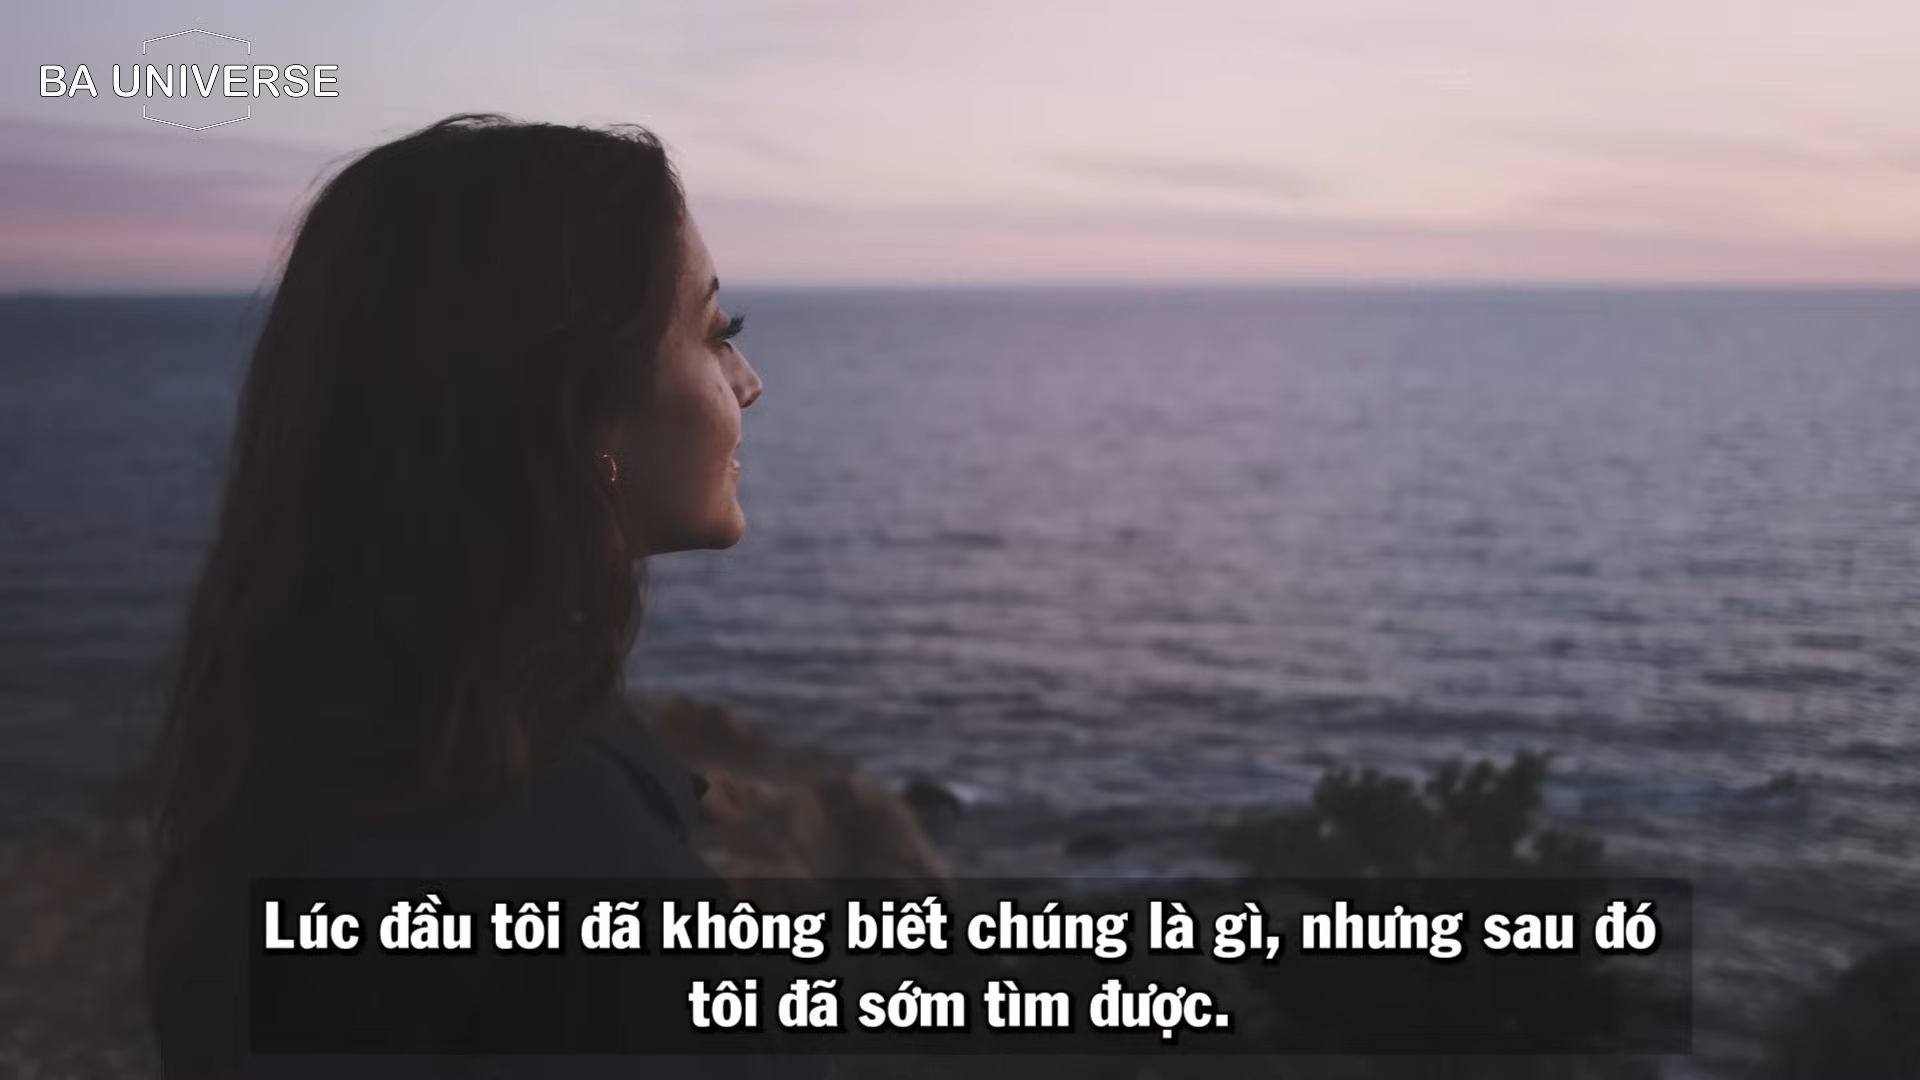 BA UNIVERSE
Lúc đầu tôi đã không biết chúng là gì, nhưng sau đó
tôi đã sớm tìm được.